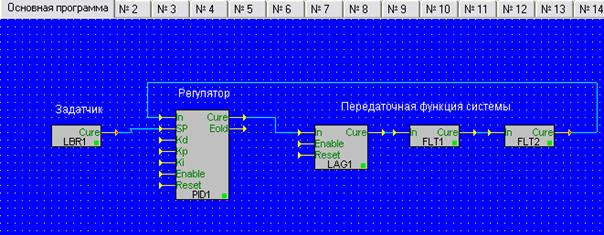 Основная программа № 2 № 3 № 4 № 5 № 6 № 7 № 8 № 9 № 10 № 11 № 12 № 13 № 14
Регулятор
Передаточная функция системы
Задатчик
In Cure
SP Eold
Kd
Kp
Ki
Enable
Reset
PID1
Cure
LBR1
In Cure
Enable
Reset
LAG1
In Cure
FLT1
In Cure
FLT2